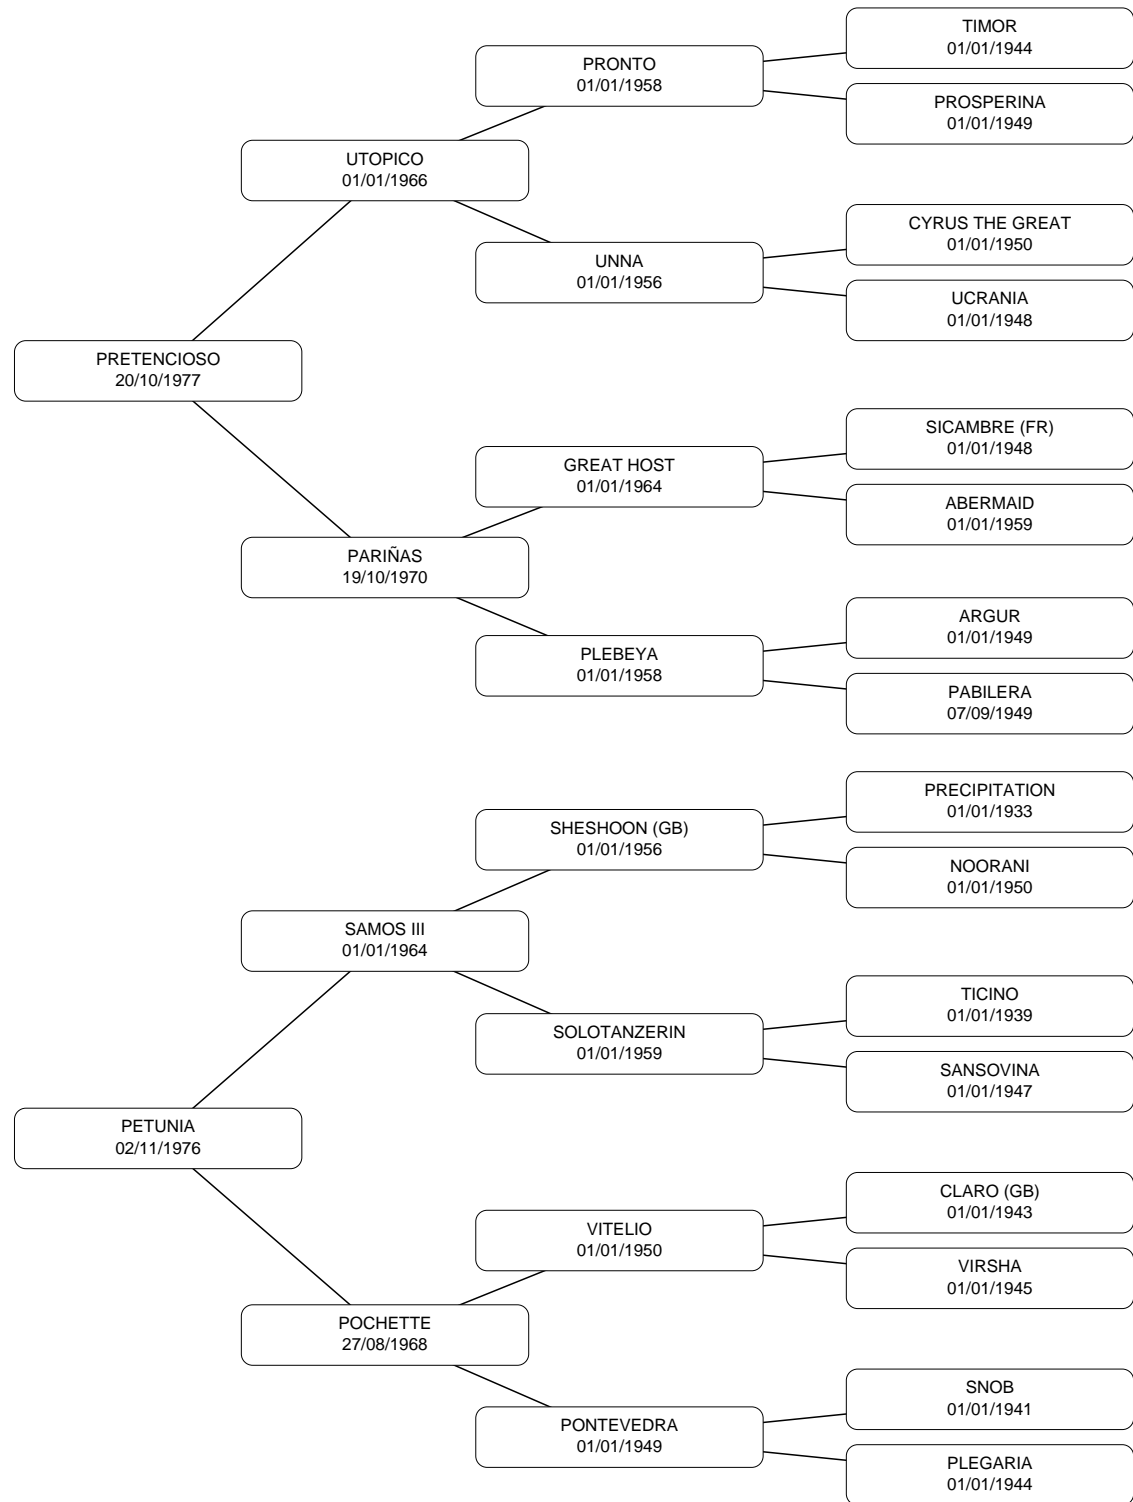 TIMOR
01/01/1944
PRONTO
01/01/1958
PROSPERINA
01/01/1949
UTOPICO
01/01/1966
CYRUS THE GREAT
01/01/1950
UNNA
01/01/1956
UCRANIA
01/01/1948
PRETENCIOSO
20/10/1977
SICAMBRE (FR)
01/01/1948
GREAT HOST
01/01/1964
ABERMAID
01/01/1959
PARIÑAS
19/10/1970
ARGUR
01/01/1949
PLEBEYA
01/01/1958
PABILERA
07/09/1949
PRECIPITATION
01/01/1933
SHESHOON (GB)
01/01/1956
NOORANI
01/01/1950
SAMOS III
01/01/1964
TICINO
01/01/1939
SOLOTANZERIN
01/01/1959
SANSOVINA
01/01/1947
PETUNIA
02/11/1976
CLARO (GB)
01/01/1943
VITELIO
01/01/1950
VIRSHA
01/01/1945
POCHETTE
27/08/1968
SNOB
01/01/1941
PONTEVEDRA
01/01/1949
PLEGARIA
01/01/1944